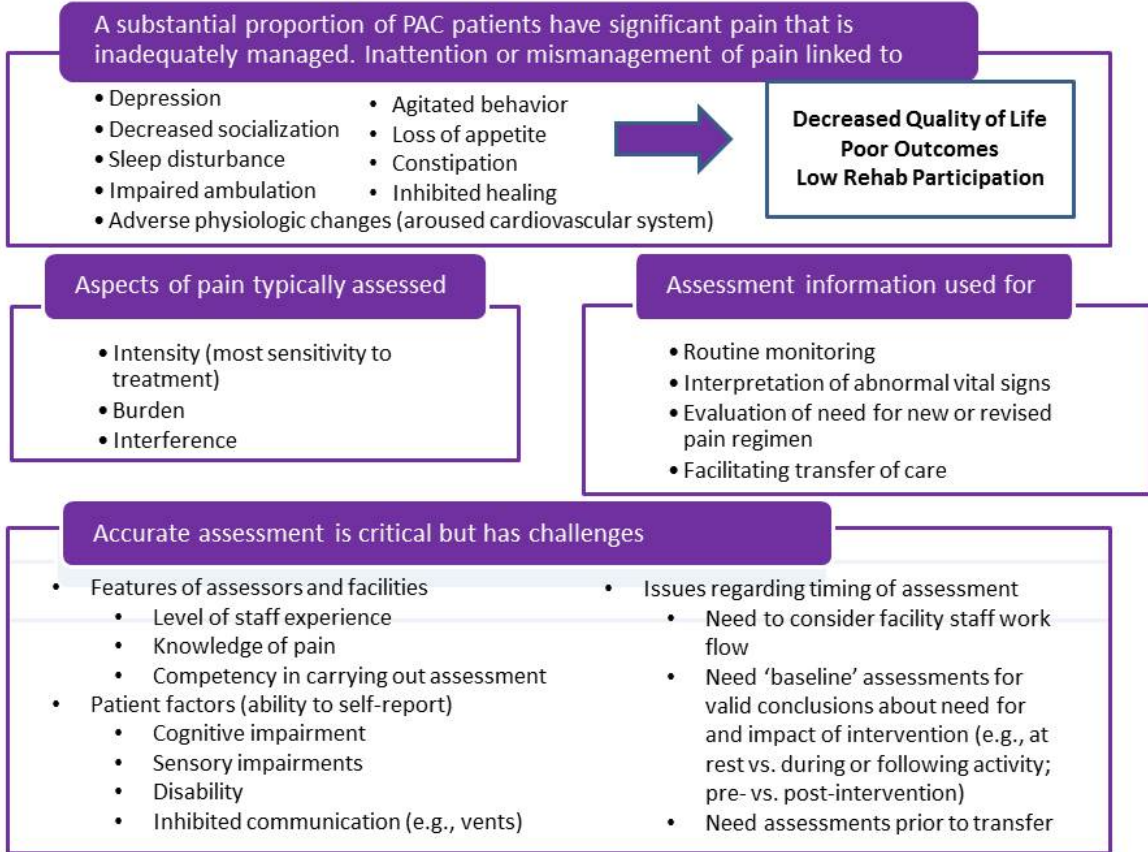 A substantial proportion of PAC patients have significant pain that is
inadequately managed. Inattention or mismanagement of pain linked to
• Depression
• Decreased socialization
• Sleep disturbance
• Impaired ambulation
• Agitated behavior
• Loss of appetite
• Constipation
• Inhibited healing
• Adverse physiologic changes (aroused cardiovascular system)
Decreased Quality of Life
Poor Outcomes
Low Rehab Participation
Aspects of pain typically assessed
• Intensity (most sensitivity to
treatment)
• Burden
• Interference
Assessment information used for
• Routine monitoring
• Interpretation of abnormal vital signs
• Evaluation of need for new or revised
pain regimen
• Facilitating transfer of care
Accurate assessment is critical but has challenges
• Features of assessors and facilities
• Level of staff experience
• Knowledge of pain
• Competency in carrying out assessment
• Patient factors (ability to self-report)
• Cognitive impairment
• Sensory impairments
• Disability
• Inhibited communication (e.g., vents)
• Issues regarding timing of assessment
• Need to consider facility staff work
flow
• Need ‘baseline’ assessments for
valid conclusions about need for
and impact of intervention (e.g., at
rest vs. during or following activity;
pre- vs. post-intervention)
• Need assessments prior to transfer